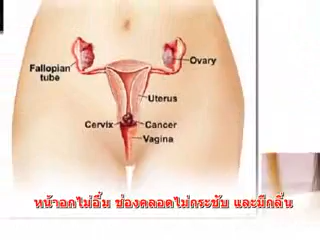 Ovary
Fallopian
tube
Uterus
Cervix
Cancer
Vagina
หน้าอกไม่อิ่ม ช่องคลอดไม่กระชับ และมีกลิ่น